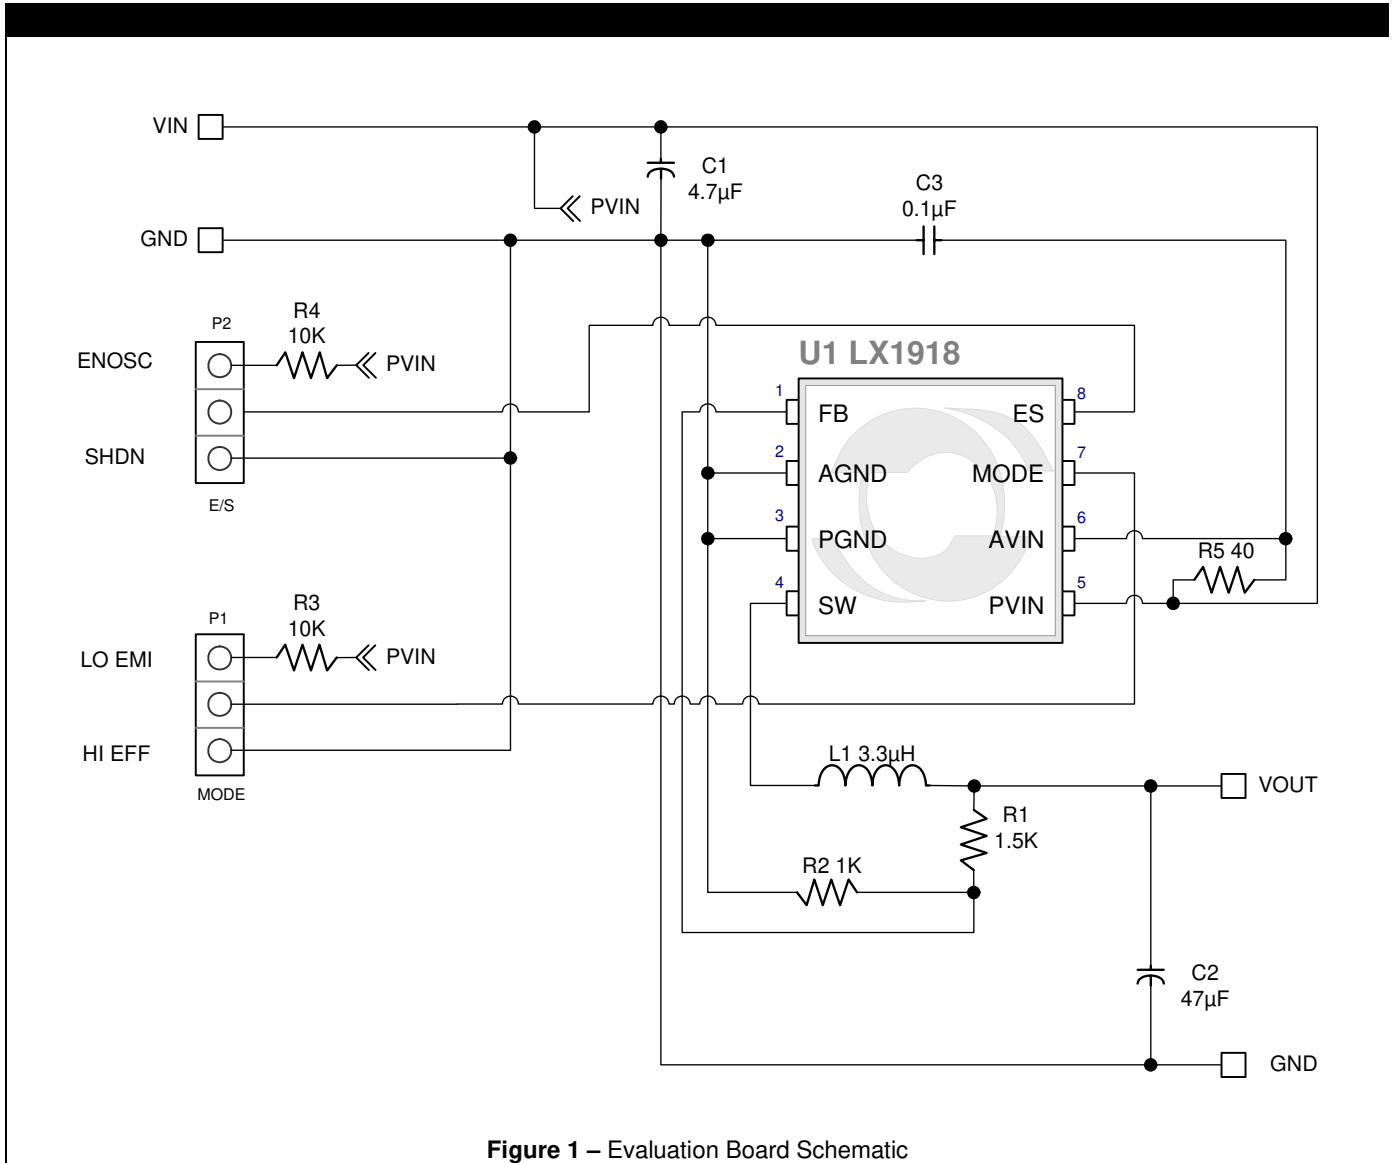 VIN
C1
4.7µF
PVIN
C3
0.1µF
GND
R4
10K
P2
ENOSC
PVIN
SHDN
E/S
U1 LX1918
1
FB
ES
8
2
AGND
MODE
7
3
PGND
AVIN
6
4
SW
PVIN
5
R5 40
R3
10K
P1
LO EMI
PVIN
HI EFF
MODE
L1 3.3µH
VOUT
R1
1.5K
R2 1K
C2
47µF
GND
Figure 1 – Evaluation Board Schematic